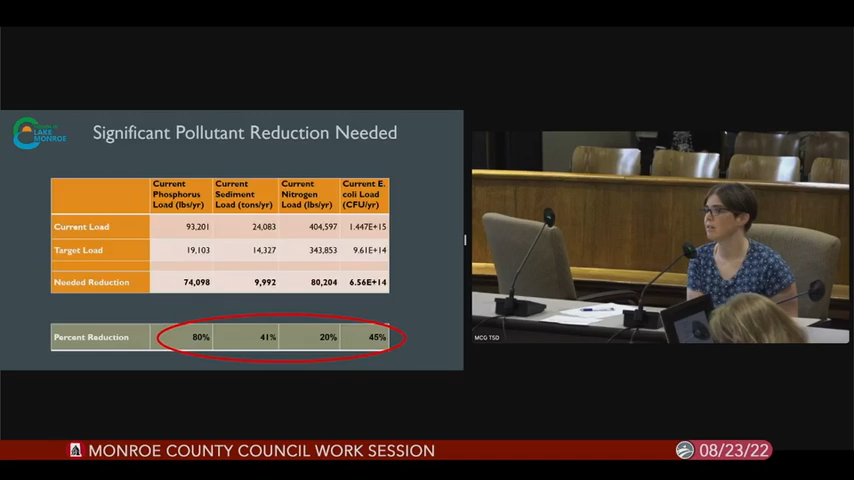 LAKE
MONROE
Significant Pollutant Reduction Needed
Current Phosphorus Load (lbs/yr) Current Sediment Load (tons/yr) Current Nitrogen Load (lbs/yr) Current E. coli Load (CFU/yr)
Current Load 93,201 24,083 404,597 1.447E+15
Target Load 19,103 14,327 343,853 9.61E+14
Needed Reduction 74,098 9,992 80,204 6.56E+14
Percent Reduction 80% 41% 20% 45%
MCG TSD
MONROE COUNTY COUNCIL WORK SESSION 08/23/22